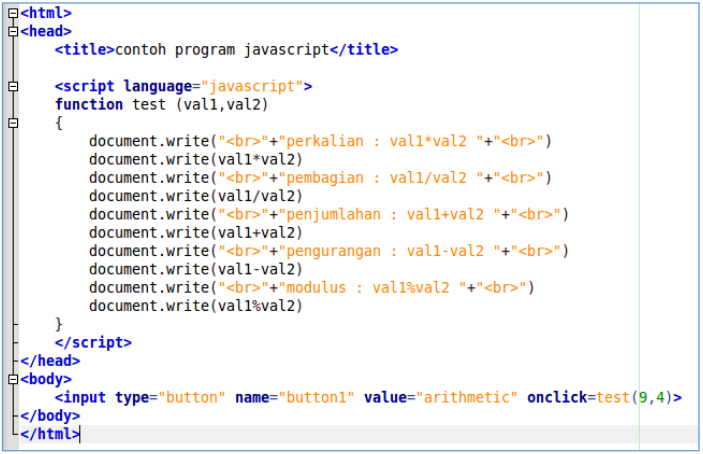 <html>
<head>
<title>contoh program javascript</title>
<script language="javascript">
function test (val1,val2)
{
document.write("<br>"+"perkalian : val1*val2 "+"<br>")
document.write(val1*val2)
document.write("<br>"+"pembagian : val1/val2 "+"<br>")
document.write(val1/val2)
document.write("<br>"+"penjumlahan : val1+val2 "+"<br>")
document.write(val1+val2)
document.write("<br>"+"pengurangan : val1-val2 "+"<br>")
document.write(val1-val2)
document.write("<br>"+"modulus : val1%val2 "+"<br>")
document.write(val1%val2)
}
</script>
</head>
<body>
<input type="button" name="button1" value="arithmetic" onclick=test(9,4)>
</body>
</html>